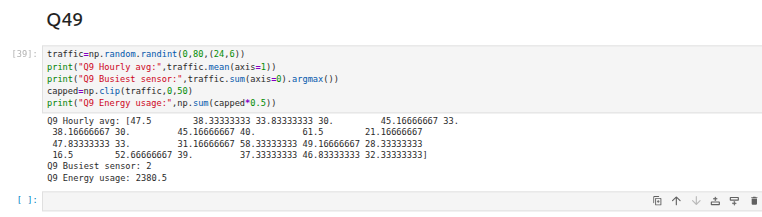 Q49
[39]: traffic=np.random.randint(0,80,(24,6))
print("Q9 Hourly avg:",traffic.mean(axis=1))
print("Q9 Busiest sensor:",traffic.sum(axis=0).argmax())
capped=np.clip(traffic,0,50)
print("Q9 Energy usage:",np.sum(capped*0.5))
Q9 Hourly avg: [47.5 38.33333333 33.83333333 30. 45.16666667 33.
38.16666667 30. 45.16666667 40. 61.5 21.16666667
47.83333333 33. 31.16666667 58.33333333 49.16666667 28.33333333
16.5 52.66666667 39. 37.33333333 46.83333333 32.33333333]
Q9 Busiest sensor: 2
Q9 Energy usage: 2380.5
[ ]: